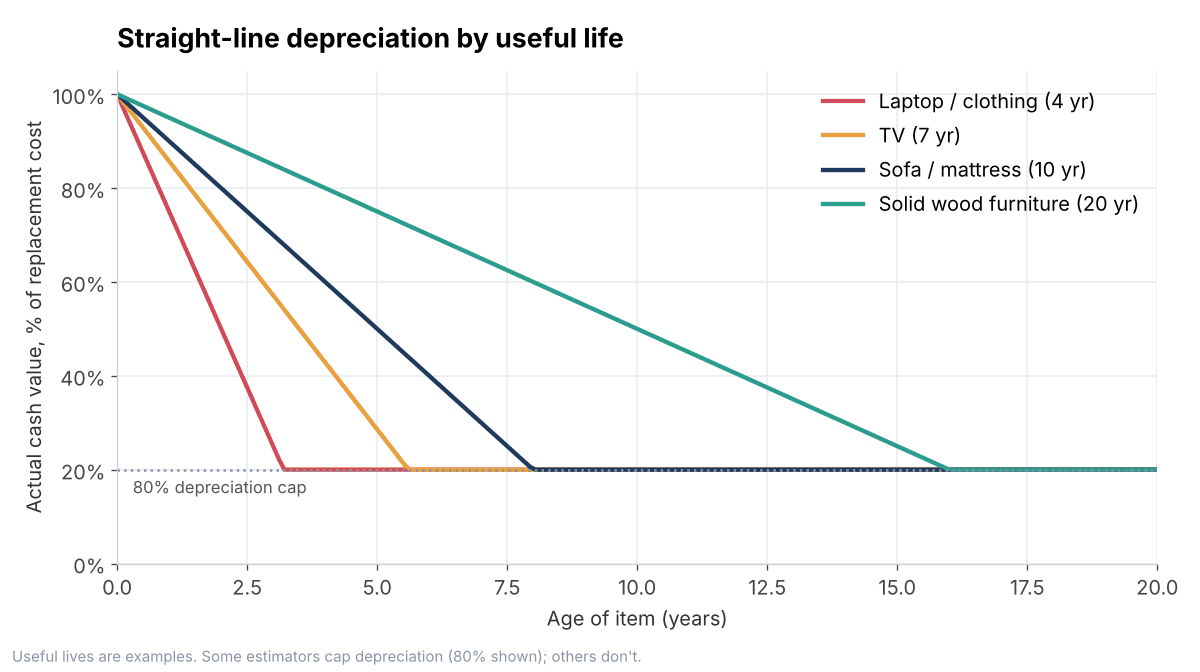 Straight-line depreciation by useful life
Actual cash value, % of replacement cost
100%
80%
60%
40%
20%
0%
Laptop / clothing (4 yr)
TV (7 yr)
Sofa / mattress (10 yr)
Solid wood furniture (20 yr)
80% depreciation cap
0.0 2.5 5.0 7.5 10.0 12.5 15.0 17.5 20.0
Age of item (years)
Useful lives are examples. Some estimators cap depreciation (80% shown); others don't.